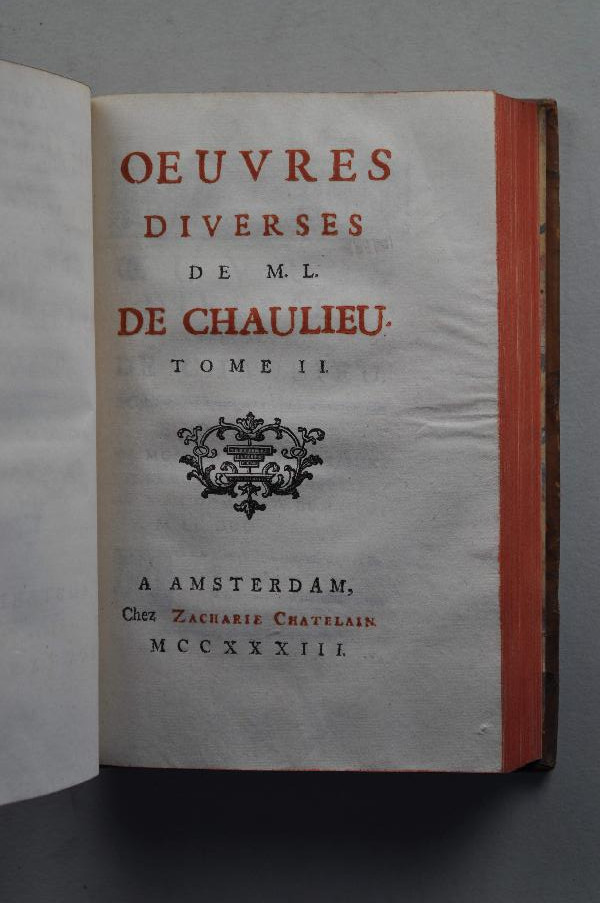 OEUVRES
DIVERSES
DE M. L.
DE CHAULIEU.
TOME II.
A AMSTERDAM,
Chez ZACHARIE CHATELAIN.
MCCXXXIII.